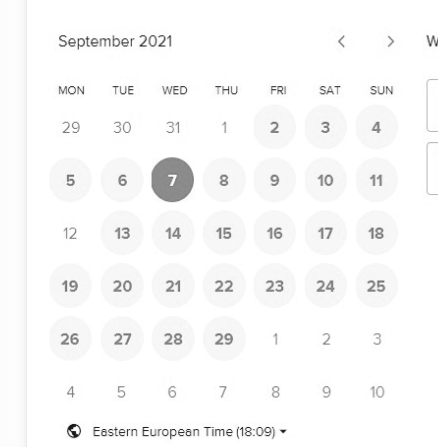 September 2021 W
MON TUE WED THU FRI SAT SUN
29 30 31 1 2 3 4
5 6 7 8 9 10 11
12 13 14 15 16 17 18
19 20 21 22 23 24 25
26 27 28 29 1 2 3
4 5 6 7 8 9 10
Eastern European Time (18:09)